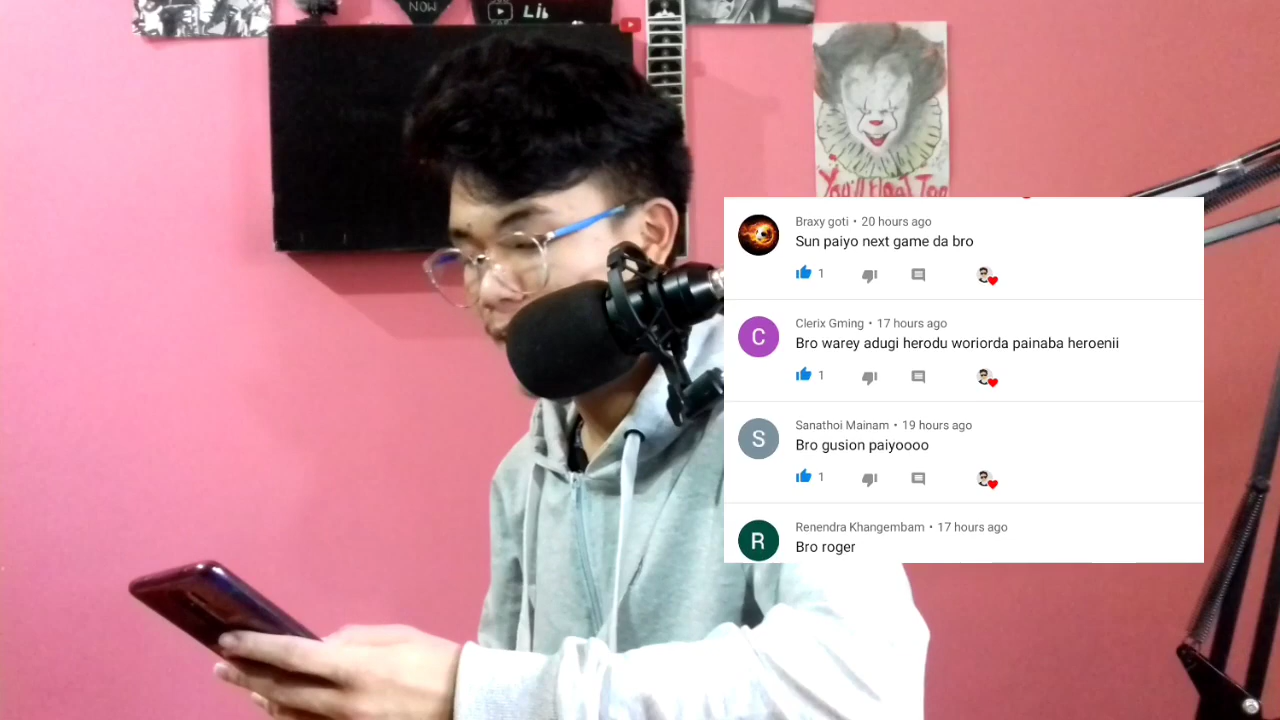 NOW
You'll Float Too
Braxy goti • 20 hours ago
Sun paiyo next game da bro
1
C
Clerix Gming • 17 hours ago
Bro warey adugi herodu woriorda painaba heroenii
1
S
Sanathoi Mainam • 19 hours ago
Bro gusion paiyoooo
1
R
Renendra Khangembam • 17 hours ago
Bro roger